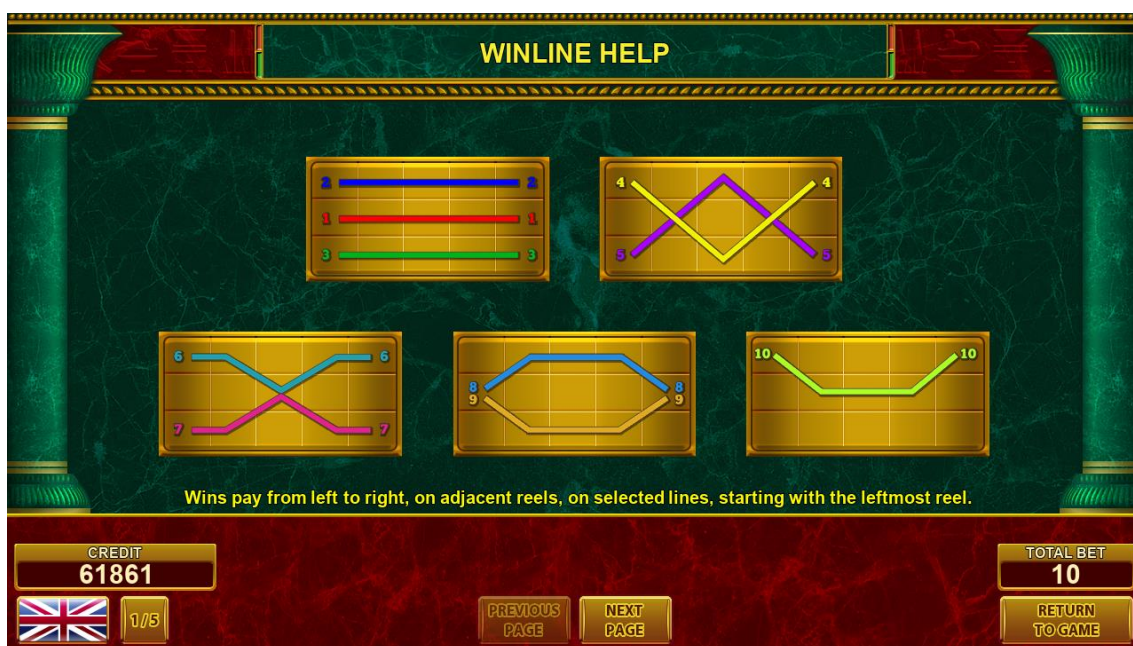 WINLINE HELP
2 2
1 1
3 3
4 4
5 5
6 6
7 7
8 8
9 9
10 10
Wins pay from left to right, on adjacent reels, on selected lines, starting with the leftmost reel.
CREDIT
61861
TOTAL BET
10
1/5
PREVIOUS
PAGE
NEXT
PAGE
RETURN
TO GAME